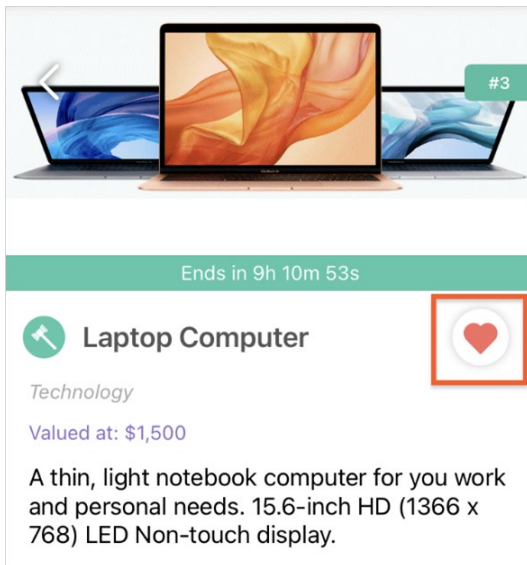 #3
Ends in 9h 10m 53s
Laptop Computer
Technology
Valued at: $1,500
A thin, light notebook computer for you work
and personal needs. 15.6-inch HD (1366 x
768) LED Non-touch display.